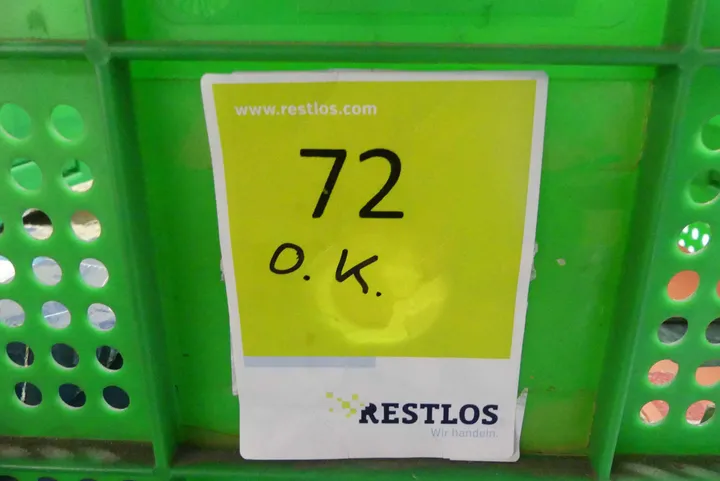 www.restlos.com
72
O. K.
RESTLOS
Wir handeln.